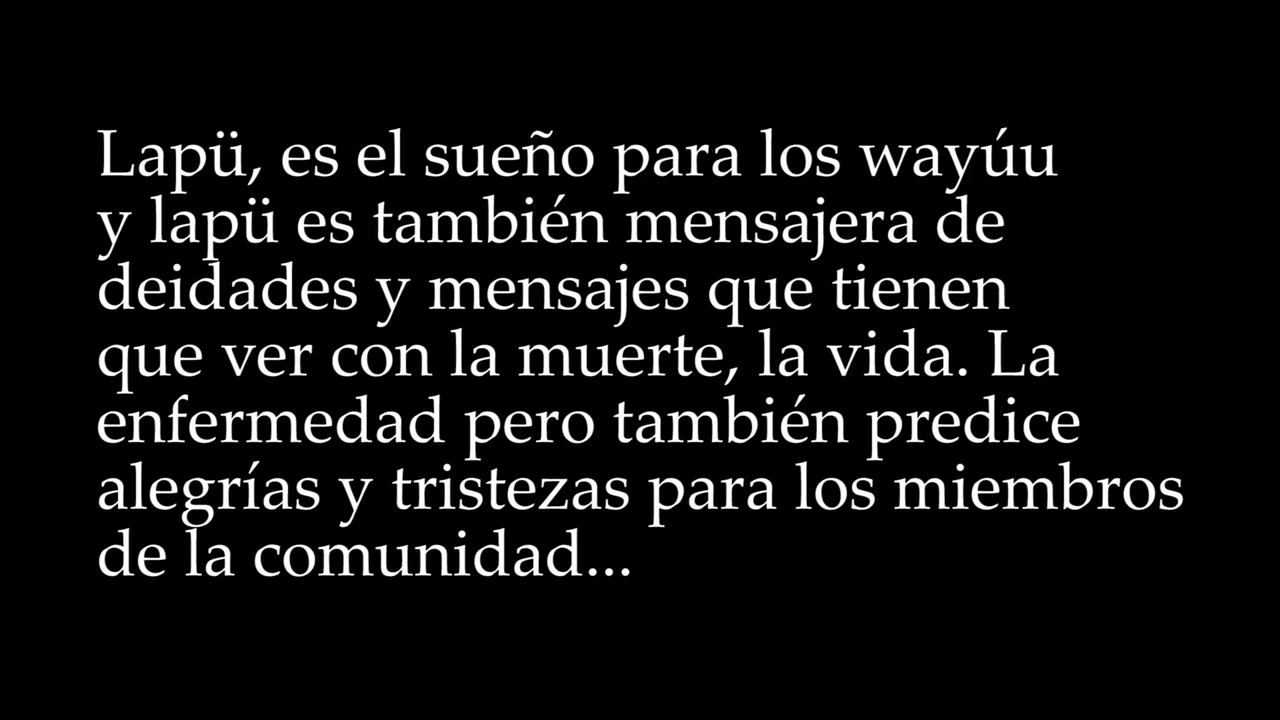 Lapü, es el sueño para los wayúu
y lapü es también mensajera de
deidades y mensajes que tienen
que ver con la muerte, la vida. La
enfermedad pero también predice
alegrías y tristezas para los miembros
de la comunidad...